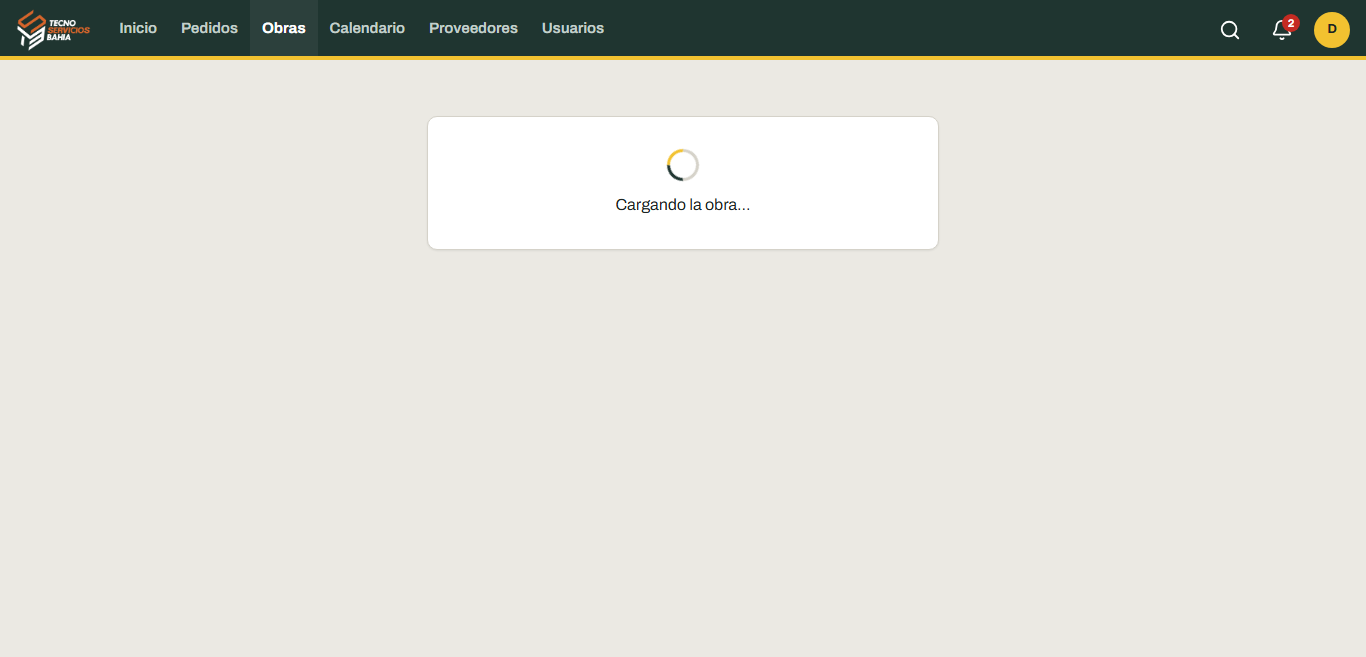 TECNO
SERVICIOS
BAHIA
Inicio
Pedidos
Obras
Calendario
Proveedores
Usuarios
2
D
Cargando la obra...